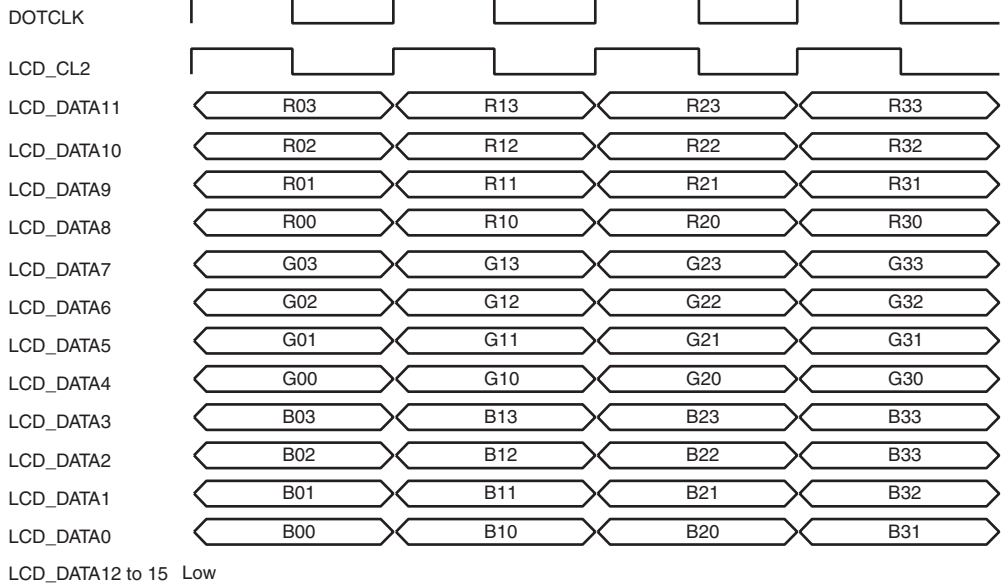 DOTCLK
LCD_CL2
LCD_DATA11 R03 R13 R23 R33
LCD_DATA10 R02 R12 R22 R32
LCD_DATA9 R01 R11 R21 R31
LCD_DATA8 R00 R10 R20 R30
LCD_DATA7 G03 G13 G23 G33
LCD_DATA6 G02 G12 G22 G32
LCD_DATA5 G01 G11 G21 G31
LCD_DATA4 G00 G10 G20 G30
LCD_DATA3 B03 B13 B23 B33
LCD_DATA2 B02 B12 B22 B33
LCD_DATA1 B01 B11 B21 B32
LCD_DATA0 B00 B10 B20 B31
LCD_DATA12 to 15 Low